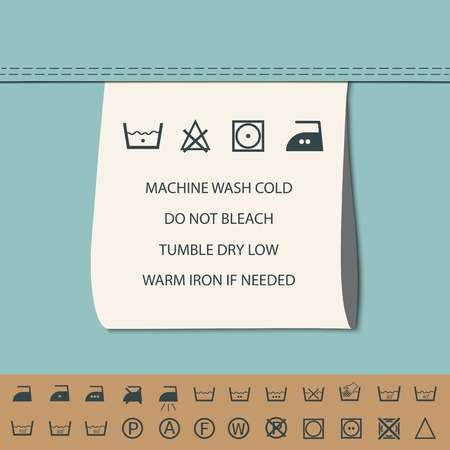 MACHINE WASH COLD
DO NOT BLEACH
TUMBLE DRY LOW
WARM IRON IF NEEDED
P A F W P